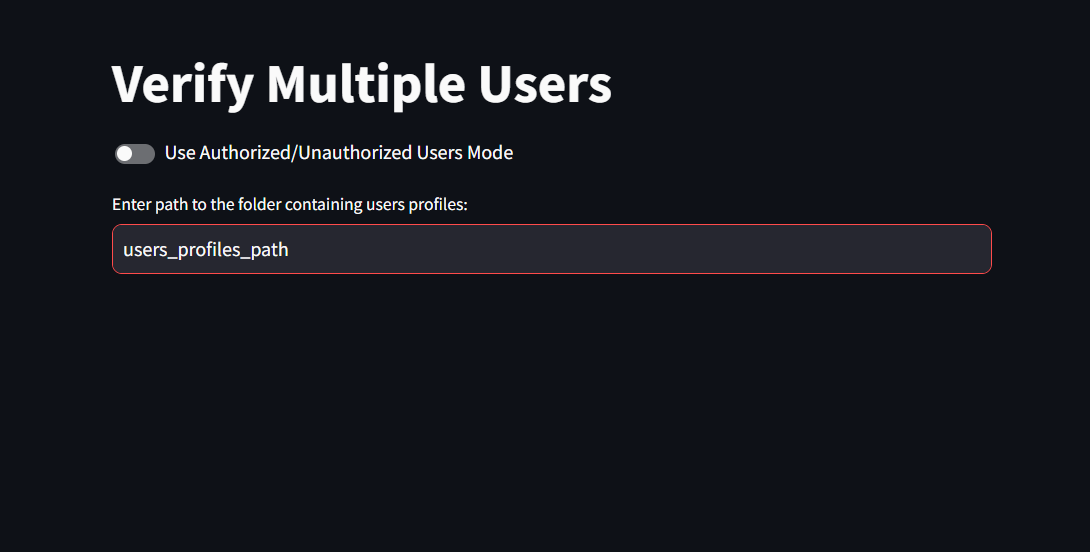 Verify Multiple Users
Use Authorized/Unauthorized Users Mode
Enter path to the folder containing users profiles:
users_profiles_path